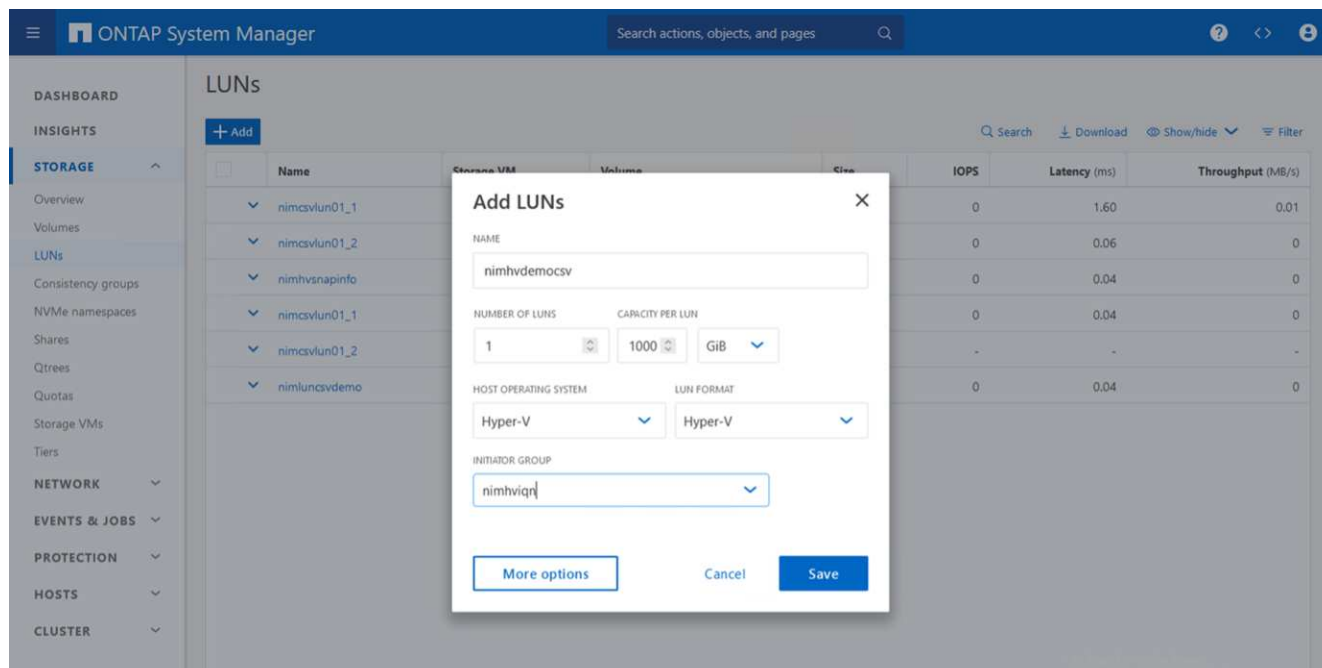 ONTAP System Manager
Search actions, objects, and pages
DASHBOARD
INSIGHTS
STORAGE
Overview
Volumes
LUNs
Consistency groups
NVMe namespaces
Shares
Qtrees
Quotas
Storage VMs
Tiers
NETWORK
EVENTS & JOBS
PROTECTION
HOSTS
CLUSTER
LUNs
Add
Search Download Show/hide Filter
Name Storage VM Volume Size IOPS Latency (ms) Throughput (MB/s)
nimcsvlun01_1 0 1.60 0.01
nimcsvlun01_2 0 0.06 0
nimhvsnapinfo 0 0.04 0
nimcsvlun01_1 0 0.04 0
nimcsvlun01_2 - - -
nimluncsvdemo 0 0.04 0
Add LUNs
NAME
nimhvdemocsv
NUMBER OF LUNS CAPACITY PER LUN
1 1000 GiB
HOST OPERATING SYSTEM LUN FORMAT
Hyper-V Hyper-V
INITIATOR GROUP
nimhviqn
More options Cancel Save